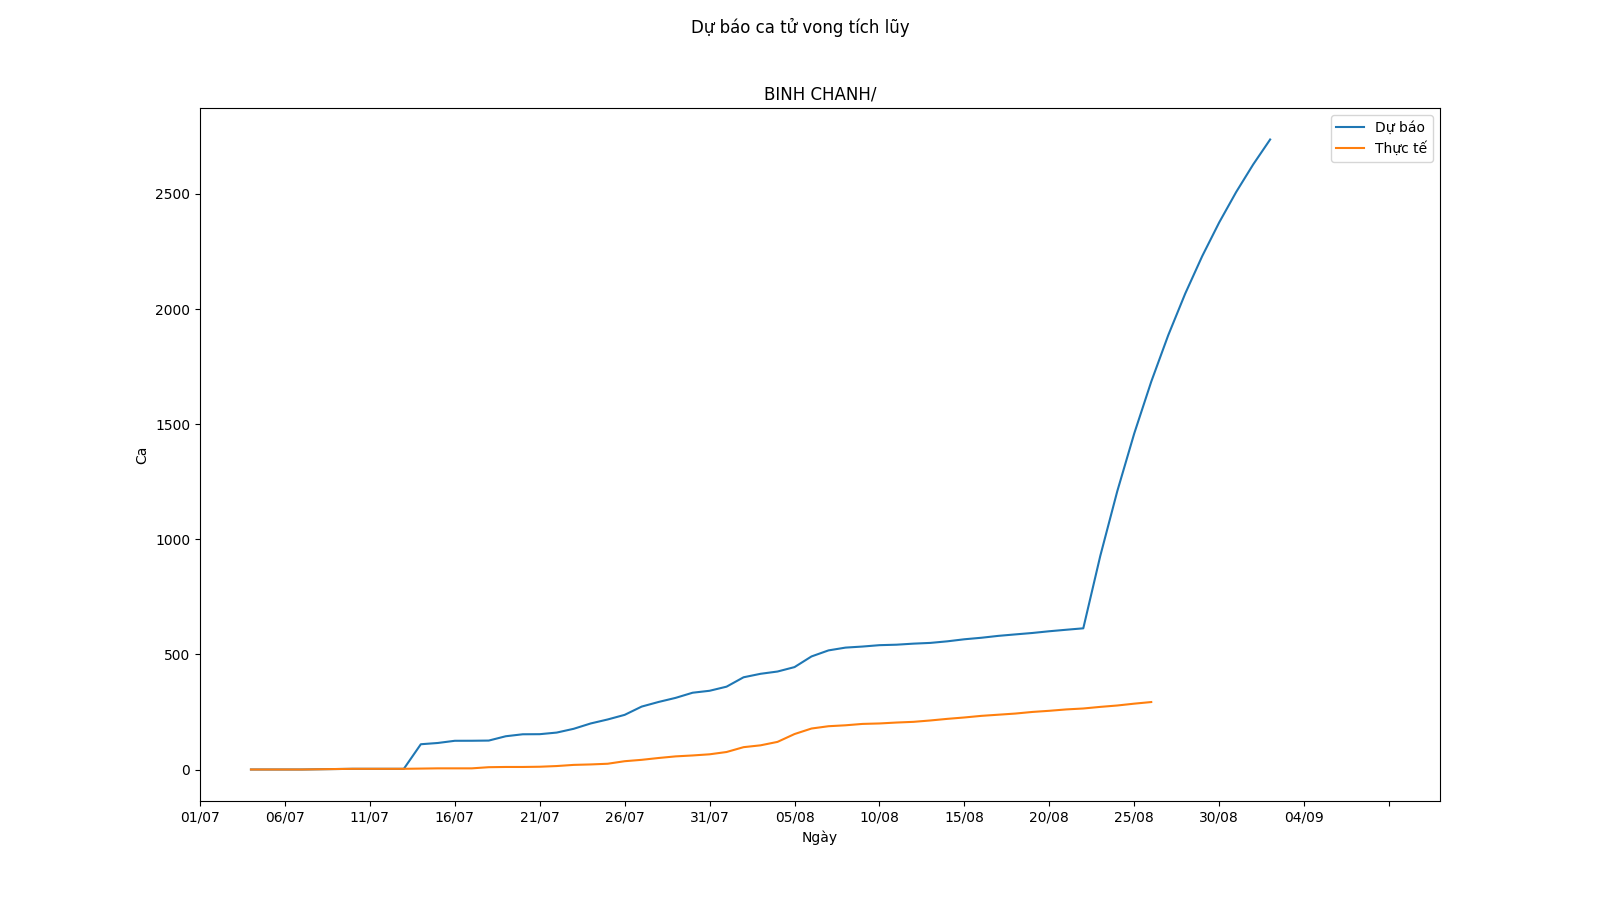 Dự báo ca tử vong tích lũy
BINH CHANH/
Dự báo
Thực tế
2500
2000
1500
1000
500
0
Ca
01/07 06/07 11/07 16/07 21/07 26/07 31/07 05/08 10/08 15/08 20/08 25/08 30/08 04/09
Ngày